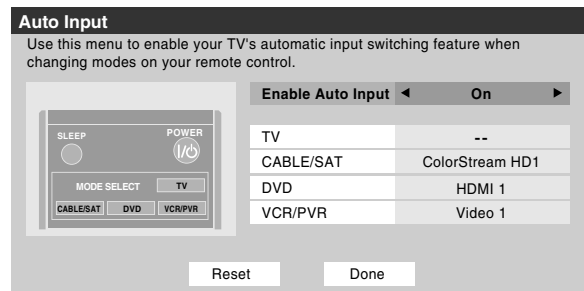 Auto Input
Use this menu to enable your TV's automatic input switching feature when
changing modes on your remote control.
Enable Auto Input ◀ On ▶
SLEEP POWER
I/⏻
MODE SELECT TV
CABLE/SAT DVD VCR/PVR
TV --
CABLE/SAT ColorStream HD1
DVD HDMI 1
VCR/PVR Video 1
Reset Done